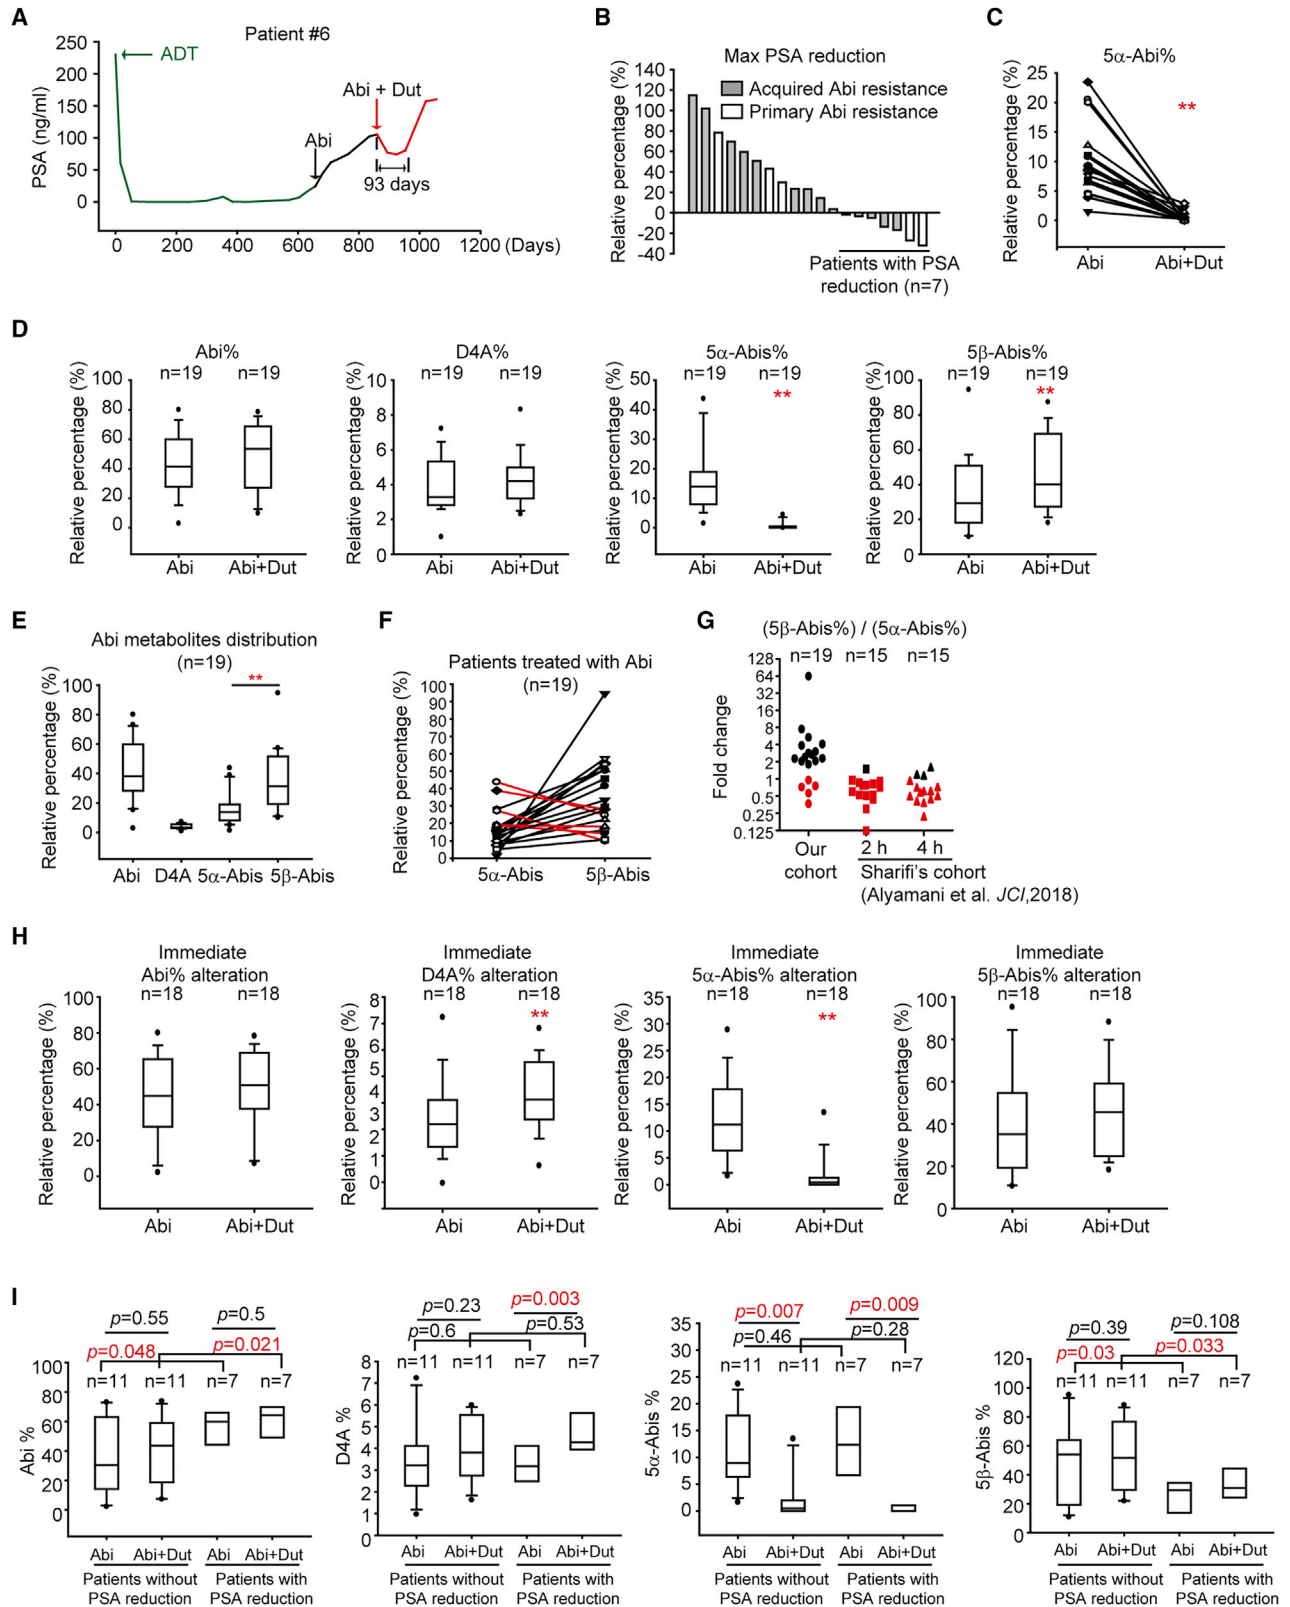 A
Patient #6
PSA (ng/ml)
250
200
150
100
50
0
ADT
Abi
Abi + Dut
93 days
0 200 400 600 800 1000 1200 (Days)
B
Max PSA reduction
Relative percentage (%)
140
120
100
80
60
40
20
0
-20
-40
Acquired Abi resistance
Primary Abi resistance
Patients with PSA
reduction (n=7)
C
5α-Abi%
Relative percentage (%)
25
20
15
10
5
0
**
Abi Abi+Dut
D
Abi%
n=19 n=19
Relative percentage (%)
100
80
60
40
20
0
Abi Abi+Dut
D4A%
n=19 n=19
Relative percentage (%)
10
8
6
4
2
0
Abi Abi+Dut
5α-Abis%
n=19 n=19
**
Relative percentage (%)
50
40
30
20
10
0
Abi Abi+Dut
5β-Abis%
n=19 n=19
**
Relative percentage (%)
100
80
60
40
20
0
Abi Abi+Dut
E
Abi metabolites distribution
(n=19)
**
Relative percentage (%)
100
80
60
40
20
0
Abi D4A 5α-Abis 5β-Abis
F
Patients treated with Abi
(n=19)
Relative percentage (%)
100
90
80
70
60
50
40
30
20
10
0
5α-Abis 5β-Abis
G
(5β-Abis%) / (5α-Abis%)
n=19 n=15 n=15
Fold change
128
64
32
16
8
4
2
1
0.5
0.25
0.125
Our
cohort
2 h 4 h
Sharifi's cohort
(Alyamani et al. JCI,2018)
H
Immediate
Abi% alteration
n=18 n=18
Relative percentage (%)
100
80
60
40
20
0
Abi Abi+Dut
Immediate
D4A% alteration
n=18 n=18
**
Relative percentage (%)
8
7
6
5
4
3
2
1
0
Abi Abi+Dut
Immediate
5α-Abis% alteration
n=18 n=18
**
Relative percentage (%)
35
30
25
20
15
10
5
0
Abi Abi+Dut
Immediate
5β-Abis% alteration
n=18 n=18
Relative percentage (%)
100
80
60
40
20
0
Abi Abi+Dut
I
p=0.55 p=0.5
p=0.048 p=0.021
n=11 n=11 n=7 n=7
Abi %
100
80
60
40
20
0
Abi Abi+Dut Abi Abi+Dut
Patients without Patients with
PSA reduction PSA reduction
p=0.23 p=0.003
p=0.6 p=0.53
n=11 n=11 n=7 n=7
D4A %
8
7
6
5
4
3
2
1
0
Abi Abi+Dut Abi Abi+Dut
Patients without Patients with
PSA reduction PSA reduction
p=0.007 p=0.009
p=0.46 p=0.28
n=11 n=11 n=7 n=7
5α-Abis %
35
30
25
20
15
10
5
0
Abi Abi+Dut Abi Abi+Dut
Patients without Patients with
PSA reduction PSA reduction
p=0.39 p=0.108
p=0.03 p=0.033
n=11 n=11 n=7 n=7
5β-Abis %
120
100
80
60
40
20
0
Abi Abi+Dut Abi Abi+Dut
Patients without Patients with
PSA reduction PSA reduction